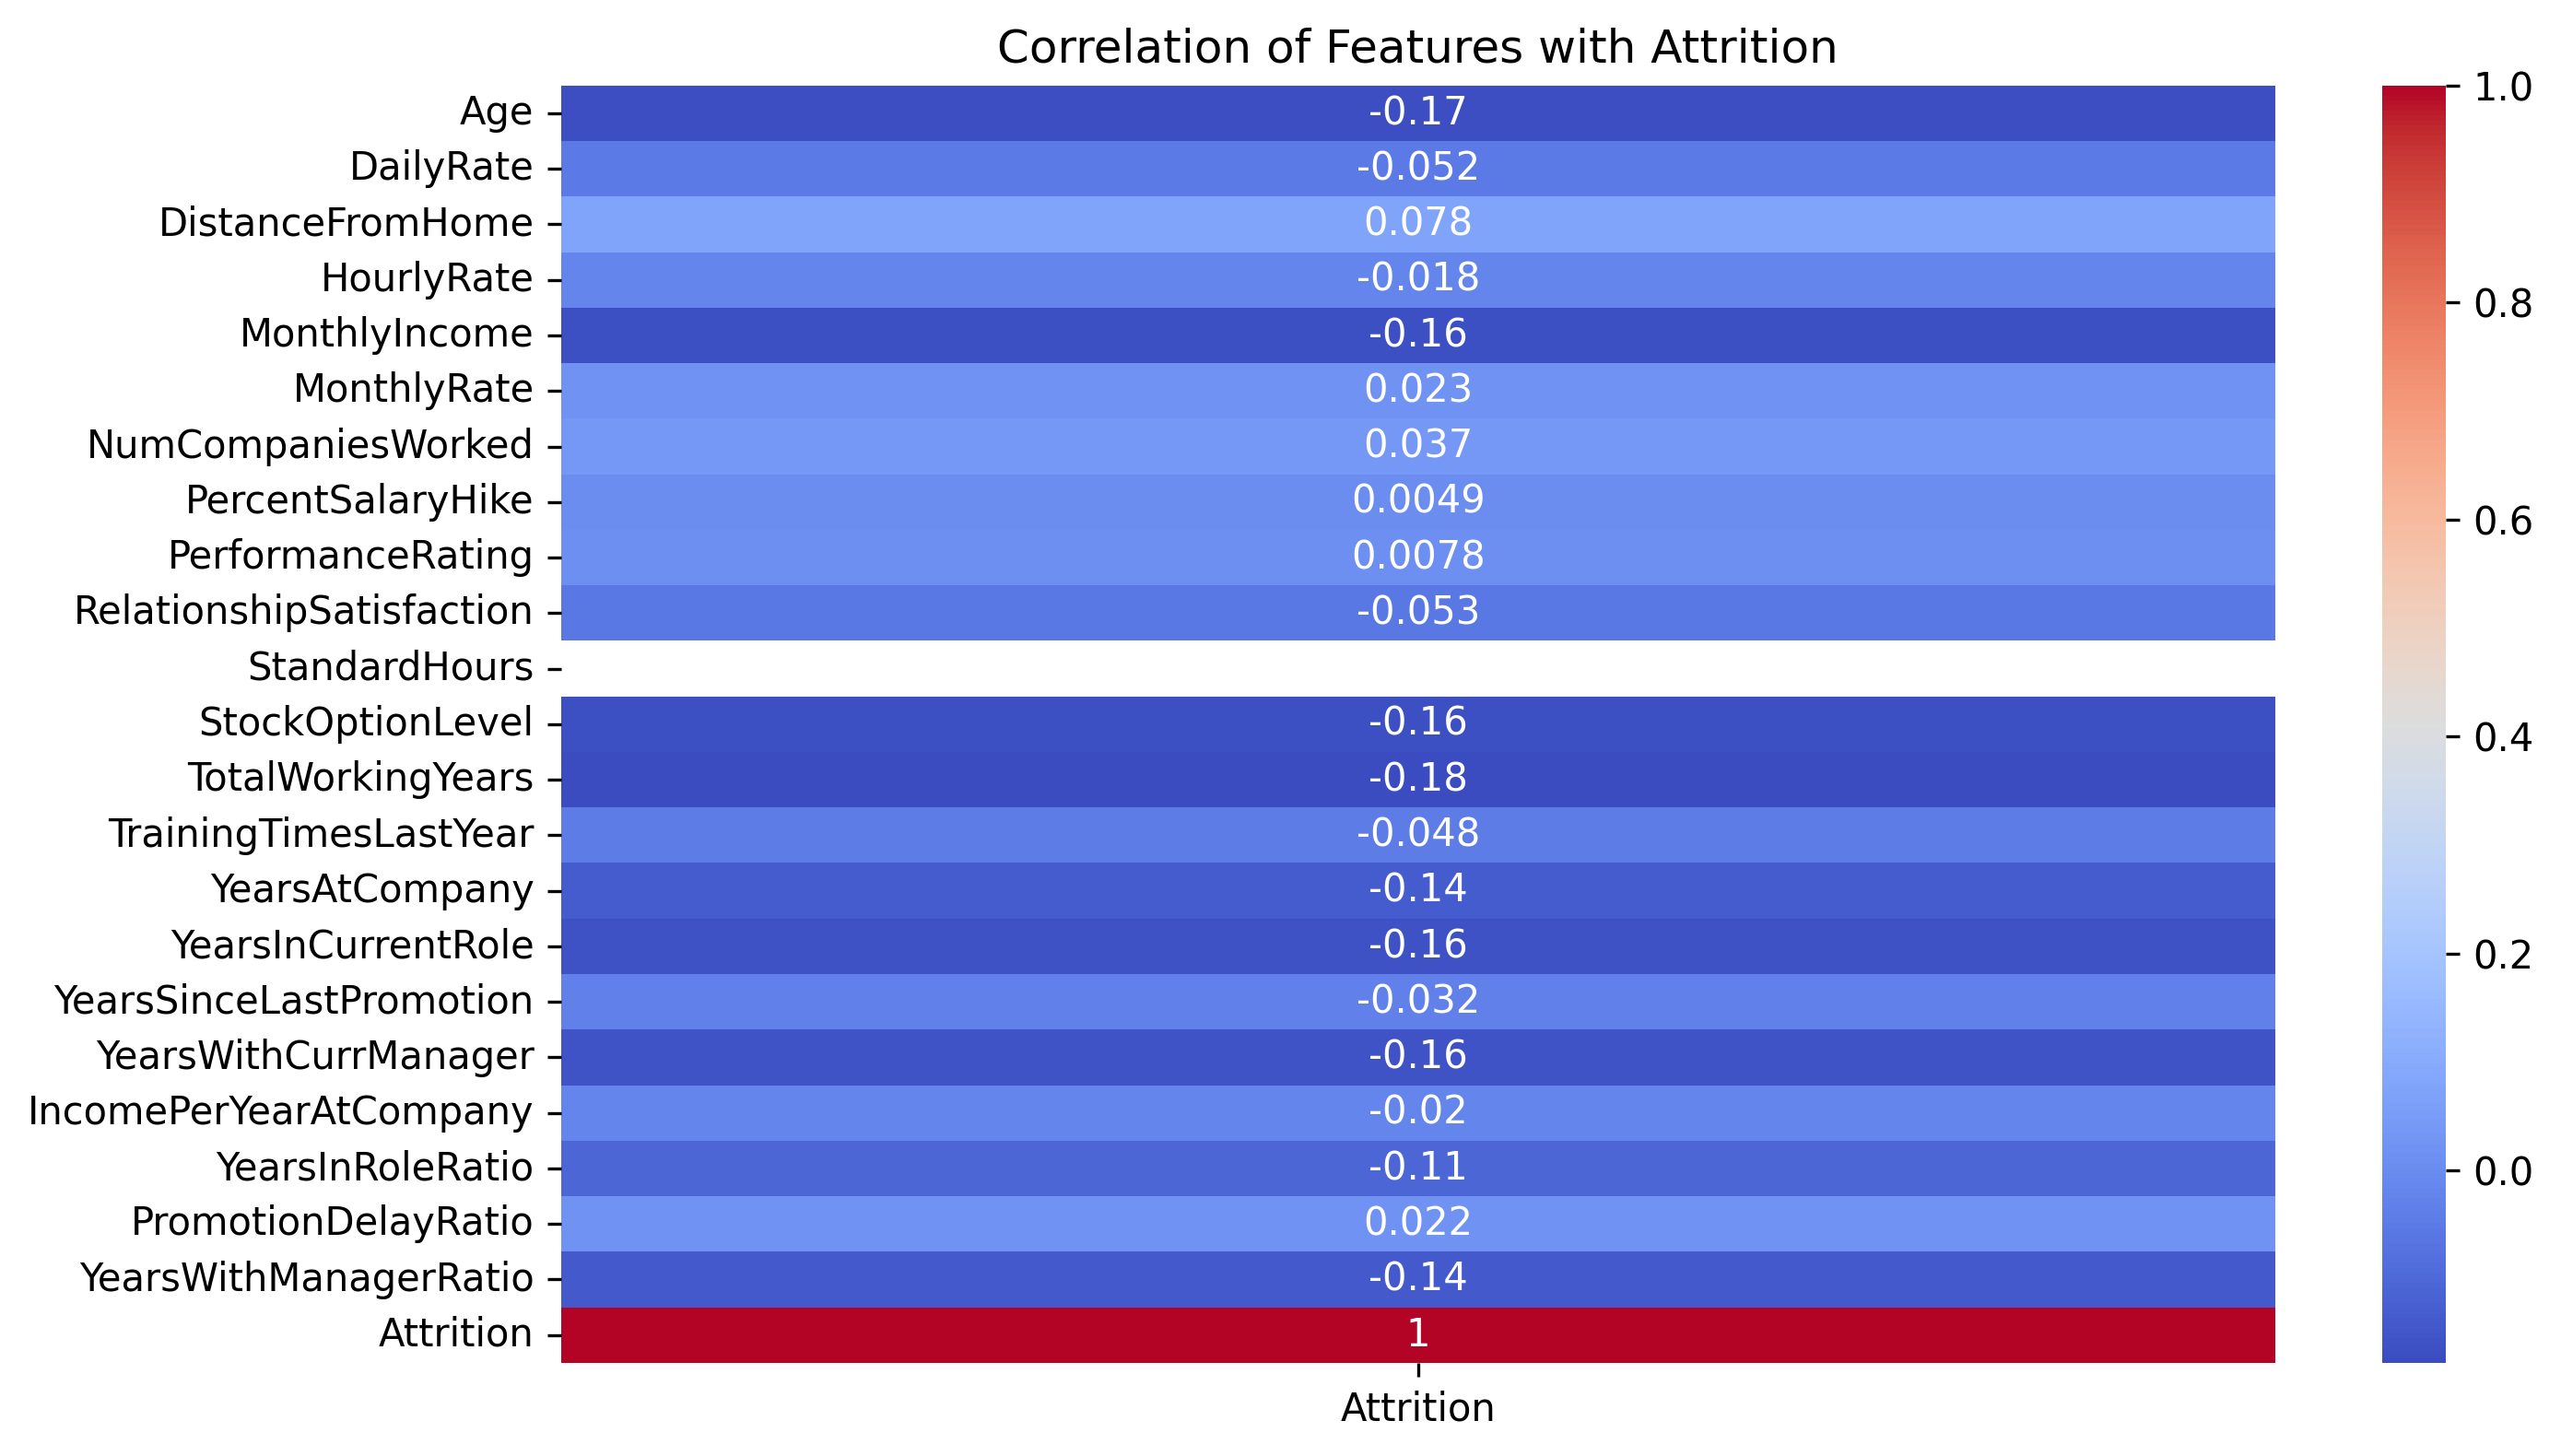 Correlation of Features with Attrition
Age -0.17
DailyRate -0.052
DistanceFromHome 0.078
HourlyRate -0.018
MonthlyIncome -0.16
MonthlyRate 0.023
NumCompaniesWorked 0.037
PercentSalaryHike 0.0049
PerformanceRating 0.0078
RelationshipSatisfaction -0.053
StandardHours
StockOptionLevel -0.16
TotalWorkingYears -0.18
TrainingTimesLastYear -0.048
YearsAtCompany -0.14
YearsInCurrentRole -0.16
YearsSinceLastPromotion -0.032
YearsWithCurrManager -0.16
IncomePerYearAtCompany -0.02
YearsInRoleRatio -0.11
PromotionDelayRatio 0.022
YearsWithManagerRatio -0.14
Attrition 1
Attrition
1.0
0.8
0.6
0.4
0.2
0.0